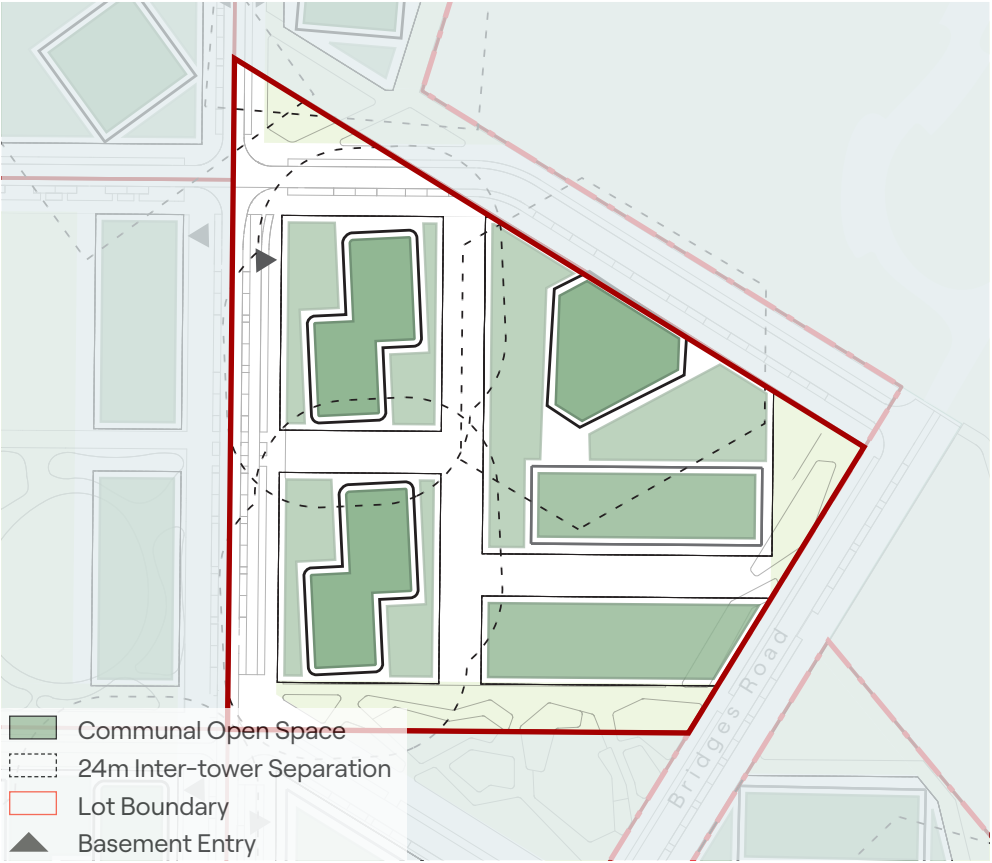 Bridges Road
Communal Open Space
24m Inter-tower Separation
Lot Boundary
Basement Entry